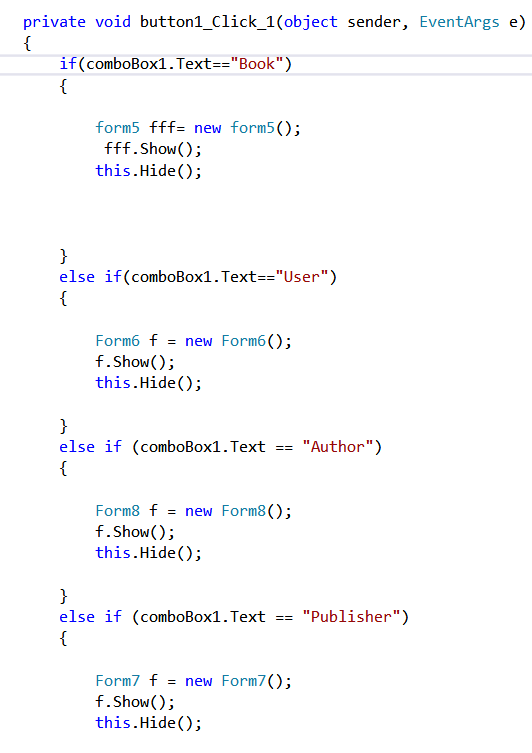 private void button1_Click_1(object sender, EventArgs e)
{
if(comboBox1.Text=="Book")
{
form5 fff= new form5();
fff.Show();
this.Hide();
}
else if(comboBox1.Text=="User")
{
Form6 f = new Form6();
f.Show();
this.Hide();
}
else if (comboBox1.Text == "Author")
{
Form8 f = new Form8();
f.Show();
this.Hide();
}
else if (comboBox1.Text == "Publisher")
{
Form7 f = new Form7();
f.Show();
this.Hide();